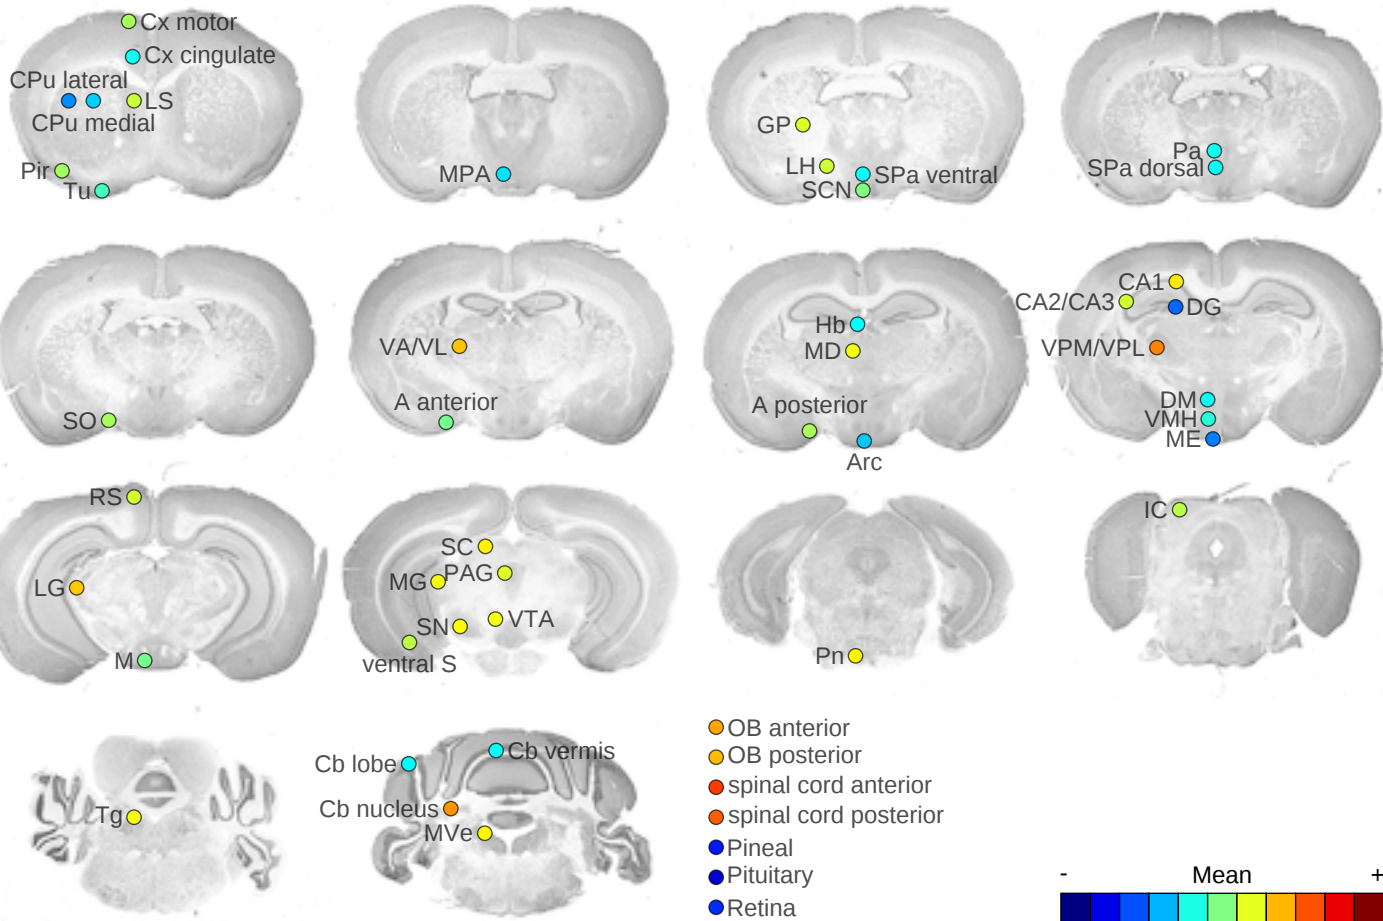 Cx motor
Cx cingulate
CPu lateral
LS
CPu medial
Pir
Tu
MPA
GP
LH
SPa ventral
SCN
Pa
SPa dorsal
SO
VA/VL
A anterior
Hb
MD
A posterior
Arc
CA1
CA2/CA3
DG
VPM/VPL
DM
VMH
ME
RS
LG
M
SC
MG
PAG
SN
VTA
ventral S
Pn
IC
Tg
Cb lobe
Cb vermis
Cb nucleus
MVe
OB anterior
OB posterior
spinal cord anterior
spinal cord posterior
Pineal
Pituitary
Retina
- Mean +